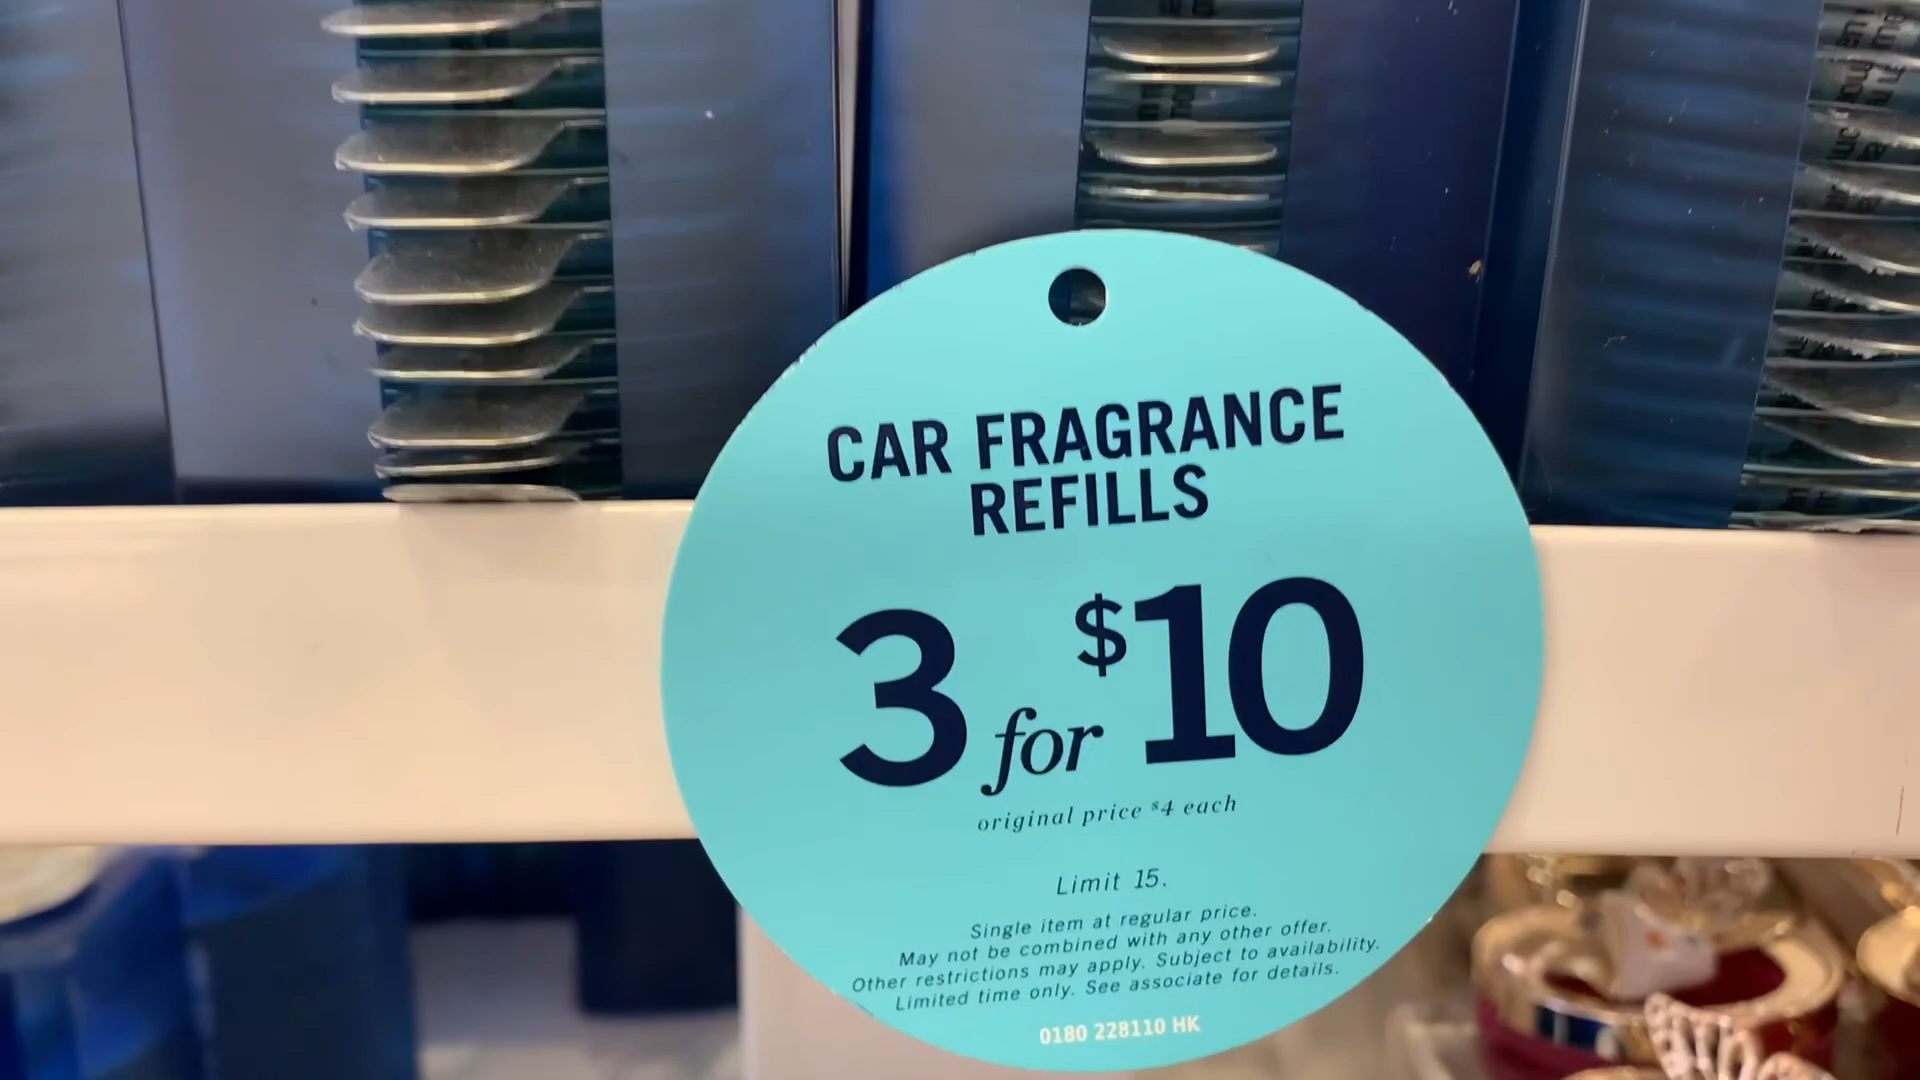 CAR FRAGRANCE
REFILLS
3 for $10
original price $4 each
Limit 15.
Single item at regular price.
May not be combined with any other offer.
Other restrictions may apply. Subject to availability.
Limited time only. See associate for details.
0180 228110 HK